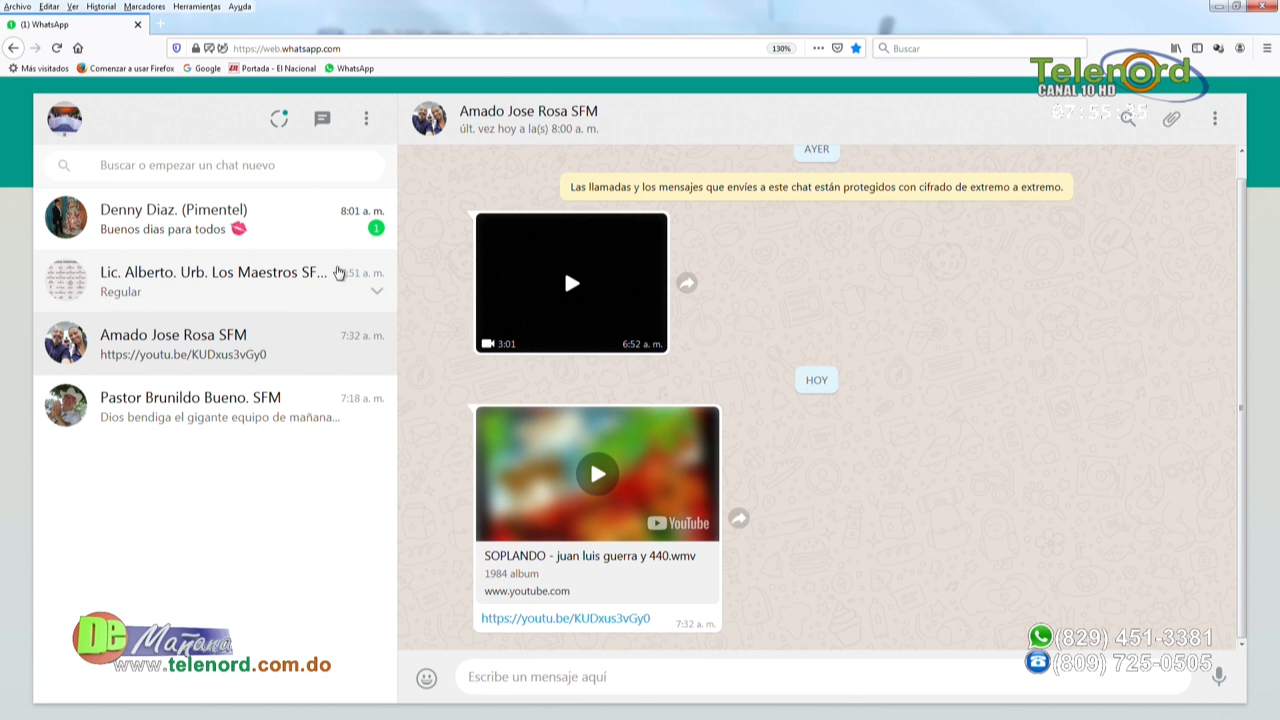 Archivo Editar Ver Historial Marcadores Herramientas Ayuda
(1) WhatsApp
https://web.whatsapp.com
130%
Buscar
Más visitados Comenzar a usar Firefox Google Portada - El Nacional WhatsApp
Telenord
CANAL 10 HD
Amado Jose Rosa SFM
últ. vez hoy a la(s) 8:00 a. m.
Buscar o empezar un chat nuevo
AYER
Las llamadas y los mensajes que envíes a este chat están protegidos con cifrado de extremo a extremo.
Denny Diaz. (Pimentel) 8:01 a. m.
Buenos dias para todos 1
Lic. Alberto. Urb. Los Maestros SF... :51 a. m.
Regular
Amado Jose Rosa SFM 7:32 a. m.
https://youtu.be/KUDxus3vGy0
Pastor Brunildo Bueno. SFM 7:18 a. m.
Dios bendiga el gigante equipo de mañana...
3:01 6:52 a. m.
HOY
YouTube
SOPLANDO - juan luis guerra y 440.wmv
1984 album
www.youtube.com
https://youtu.be/KUDxus3vGy0 7:32 a. m.
Escribe un mensaje aquí
De Mañana
www.telenord.com.do
(829) 451-3381
(809) 725-0505